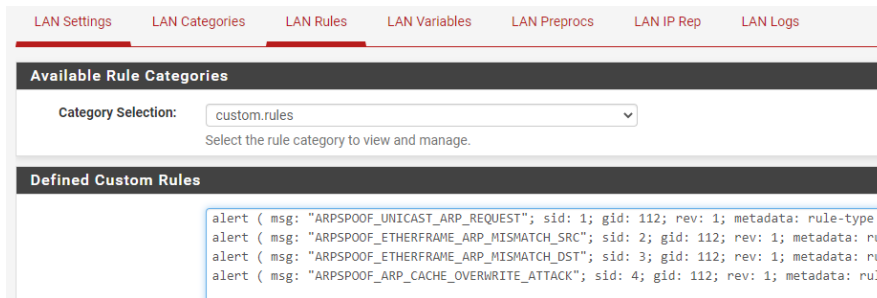 LAN Settings LAN Categories LAN Rules LAN Variables LAN Preprocs LAN IP Rep LAN Logs
Available Rule Categories
Category Selection: custom.rules
Select the rule category to view and manage.
Defined Custom Rules
alert ( msg: "ARPSPOOF_UNICAST_ARP_REQUEST"; sid: 1; gid: 112; rev: 1; metadata: rule-type
alert ( msg: "ARPSPOOF_ETHERFRAME_ARP_MISMATCH_SRC"; sid: 2; gid: 112; rev: 1; metadata: ru
alert ( msg: "ARPSPOOF_ETHERFRAME_ARP_MISMATCH_DST"; sid: 3; gid: 112; rev: 1; metadata: ru
alert ( msg: "ARPSPOOF_ARP_CACHE_OVERWRITE_ATTACK"; sid: 4; gid: 112; rev: 1; metadata: rul